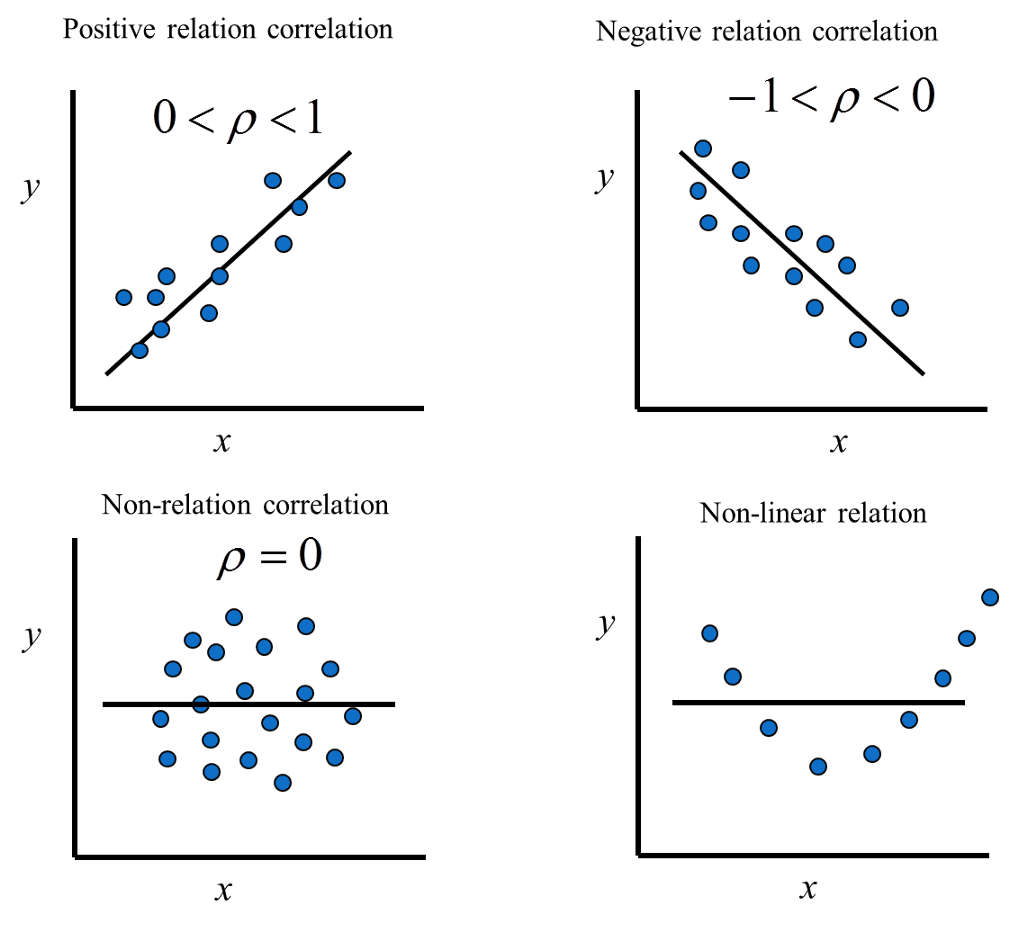 Positive relation correlation
0 < ρ < 1
y
x
Negative relation correlation
−1 < ρ < 0
y
x
Non-relation correlation
ρ = 0
y
x
Non-linear relation
y
x